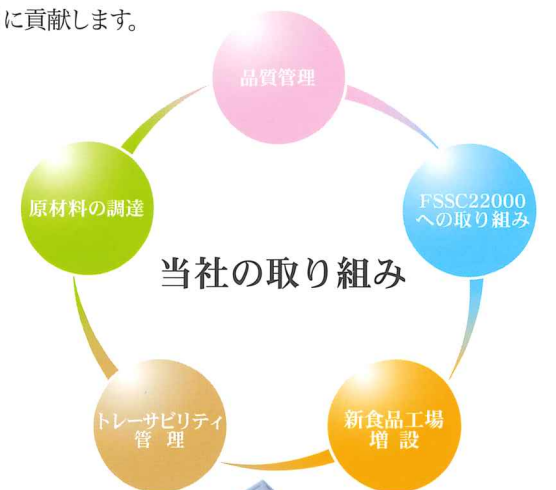 に貢献します。
品質管理
FSSC22000
への取り組み
原材料の調達
当社の取り組み
トレーサビリティ
管 理
新食品工場
増 設